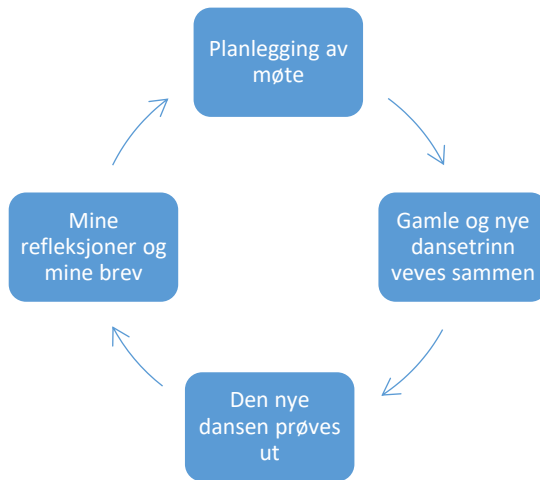 Planlegging av
møte
Gamle og nye
dansetrinn
veves sammen
Den nye
dansen prøves
ut
Mine
refleksjoner og
mine brev